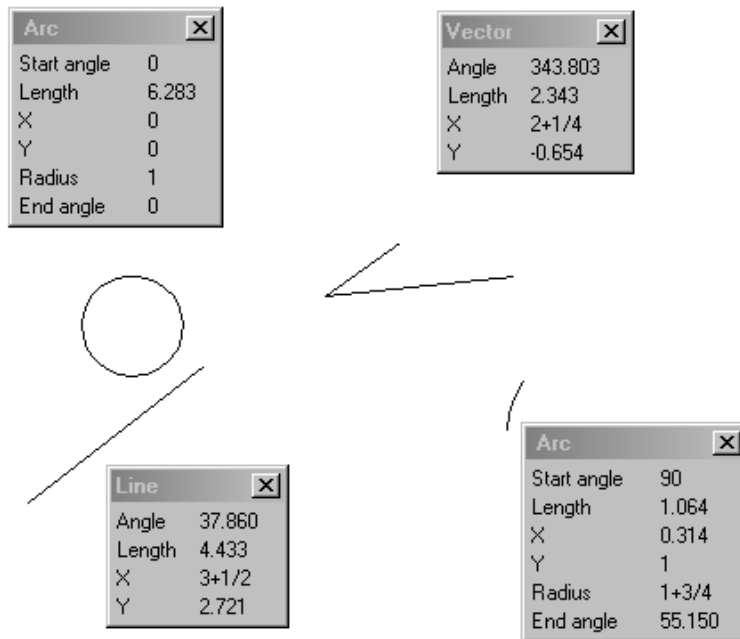 Arc
Start angle 0
Length 6.283
X 0
Y 0
Radius 1
End angle 0
Vector
Angle 343.803
Length 2.343
X 2+1/4
Y -0.654
Line
Angle 37.860
Length 4.433
X 3+1/2
Y 2.721
Arc
Start angle 90
Length 1.064
X 0.314
Y 1
Radius 1+3/4
End angle 55.150